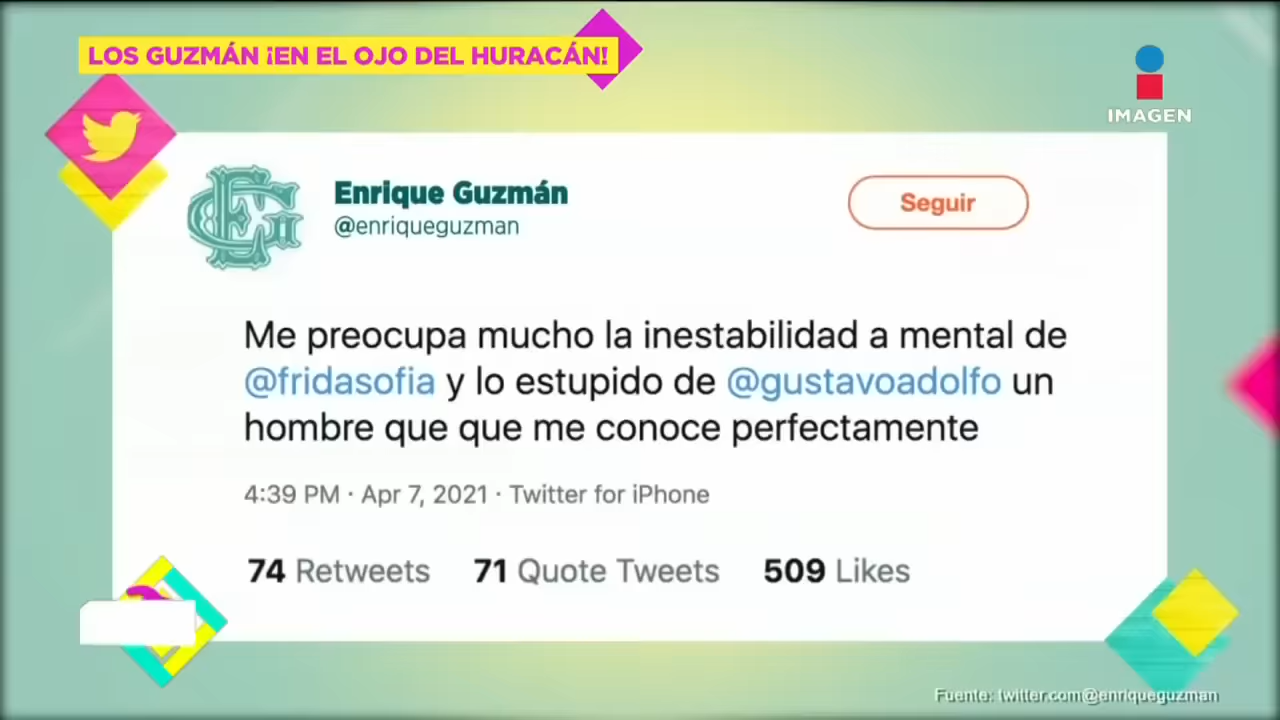 LOS GUZMÁN ¡EN EL OJO DEL HURACÁN!
IMAGEN
Enrique Guzmán
@enriqueguzman
Seguir
Me preocupa mucho la inestabilidad a mental de
@fridasofia y lo estupido de @gustavoadolfo un
hombre que que me conoce perfectamente
4:39 PM · Apr 7, 2021 · Twitter for iPhone
74 Retweets 71 Quote Tweets 509 Likes
Fuente: twitter.com@enriqueguzman